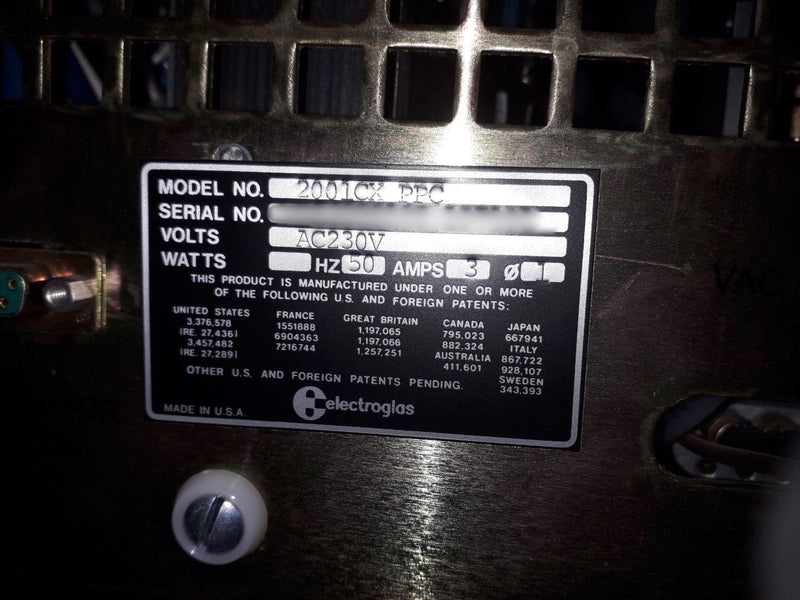 MODEL NO. 2001CX PPC
SERIAL NO.
VOLTS AC230V
WATTS HZ 50 AMPS 3 Ø 1
THIS PRODUCT IS MANUFACTURED UNDER ONE OR MORE
OF THE FOLLOWING U.S. AND FOREIGN PATENTS:
UNITED STATES
3,376,578
IRE. 27,436I
3,457,482
IRE. 27,289I
FRANCE
1551888
6904363
7216744
GREAT BRITAIN
1,197,065
1,197,066
1,257,251
CANADA
795,023
882,324
AUSTRALIA
411,601
JAPAN
667941
ITALY
867,722
928,107
SWEDEN
343,393
OTHER U.S. AND FOREIGN PATENTS PENDING.
MADE IN U.S.A.
electroglas